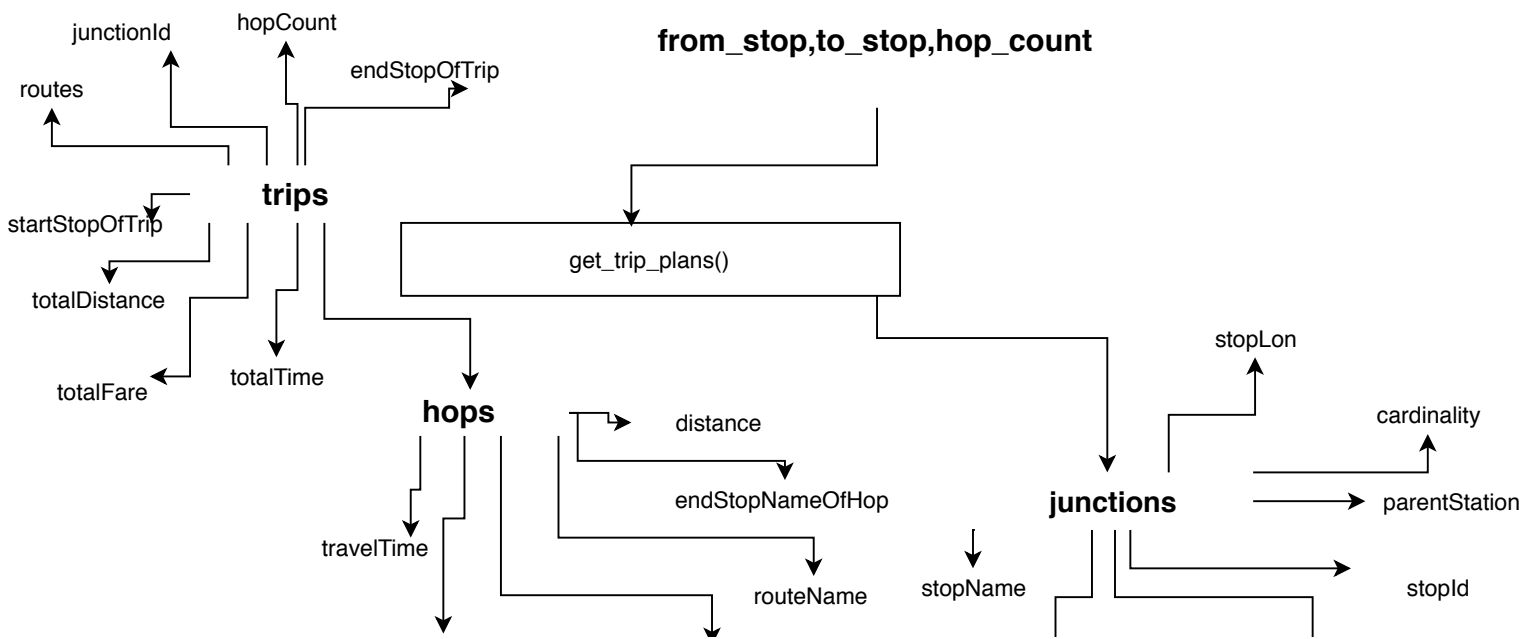 hopCount
junctionId
from_stop,to_stop,hop_count
endStopOfTrip
routes
trips
startStopOfTrip
get_trip_plans()
totalDistance
stopLon
totalTime
totalFare
hops
cardinality
distance
endStopNameOfHop
junctions
parentStation
travelTime
routeName
stopName
stopId